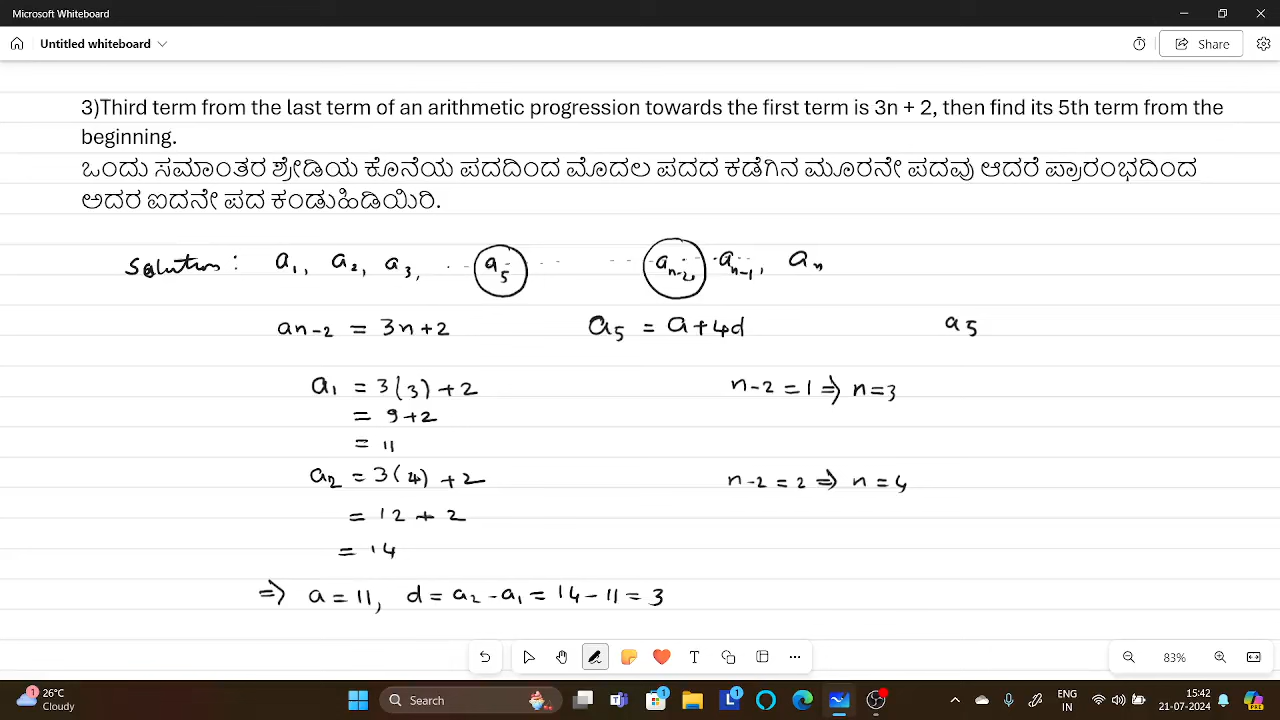 Microsoft Whiteboard
Untitled whiteboard
Share
3)Third term from the last term of an arithmetic progression towards the first term is 3n + 2, then find its 5th term from the
beginning.
ಒಂದು ಸಮಾಂತರ ಶ್ರೇಡಿಯ ಕೊನೆಯ ಪದದಿಂದ ಮೊದಲ ಪದದ ಕಡೆಗಿನ ಮೂರನೇ ಪದವು ಆದರೆ ಪ್ರಾರಂಭದಿಂದ
ಅದರ ಐದನೇ ಪದ ಕಂಡುಹಿಡಿಯಿರಿ.
Solution : a₁, a₂, a₃, ... a₅ ... ... aₙ₋₂, aₙ₋₁, aₙ
an-2 = 3n+2 a₅ = a+4d a5
a₁ = 3(3) +2 n-2 = 1 ⇒ n=3
= 9+2
= 11
a₂ = 3(4) +2 n-2 = 2 ⇒ n = 4
= 12 + 2
= 14
⇒ a = 11, d = a₂ - a₁ = 14 - 11 = 3
83%
1
26°C
Cloudy
Search
1
1
ENG
IN
15:42
21-07-2024